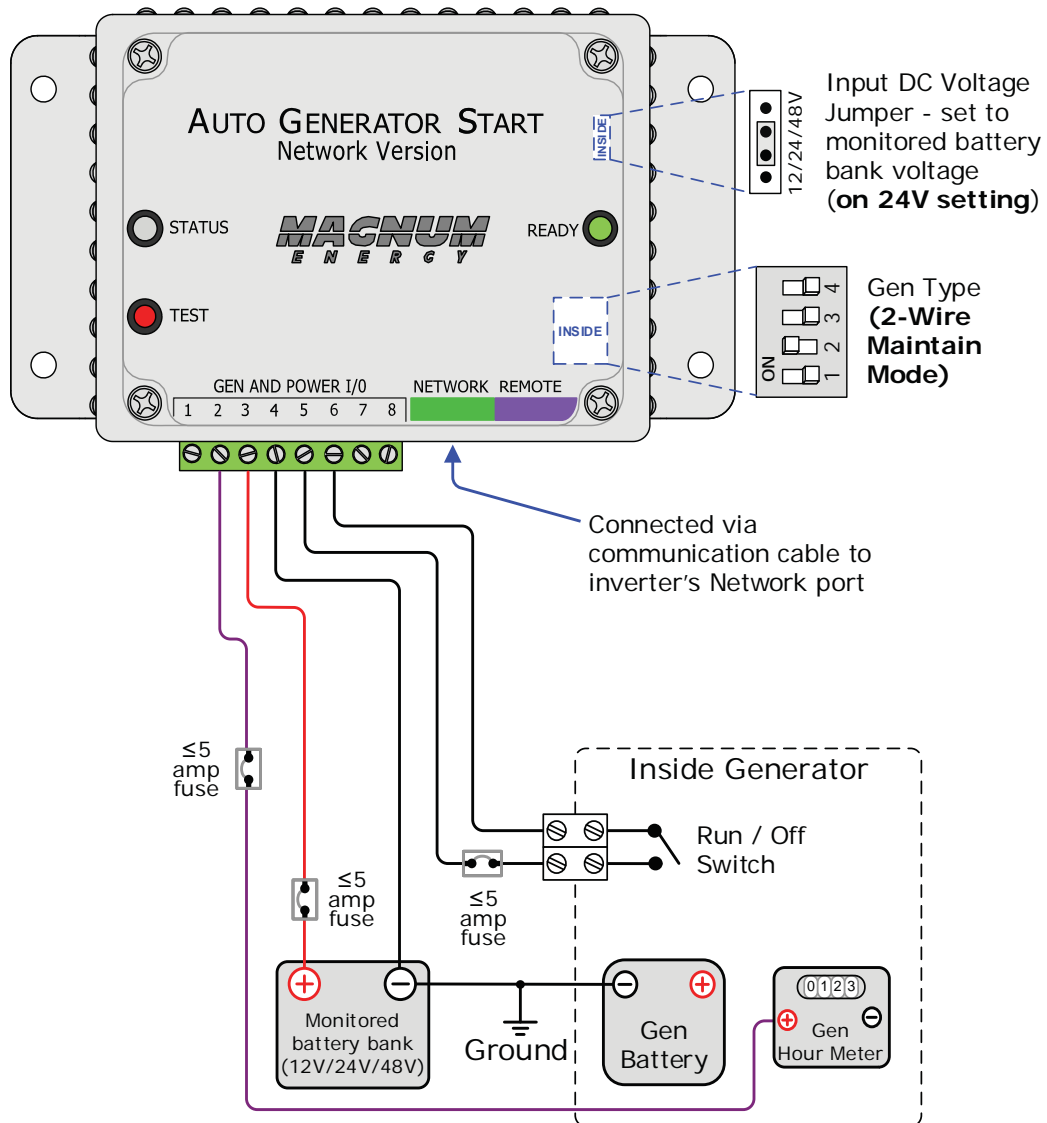 AUTO GENERATOR START
Network Version
INSIDE
12/24/48V
Input DC Voltage
Jumper - set to
monitored battery
bank voltage
(on 24V setting)
STATUS
MAGNUM
ENERGY
READY
TEST
INSIDE
ON
1
2
3
4
Gen Type
(2-Wire
Maintain
Mode)
GEN AND POWER I/0
NETWORK
REMOTE
1 2 3 4 5 6 7 8
Connected via
communication cable to
inverter's Network port
≤5
amp
fuse
≤5
amp
fuse
≤5
amp
fuse
Inside Generator
Run / Off
Switch
+
-
Monitored
battery bank
(12V/24V/48V)
Ground
-
+
Gen
Battery
0123
+
-
Gen
Hour Meter